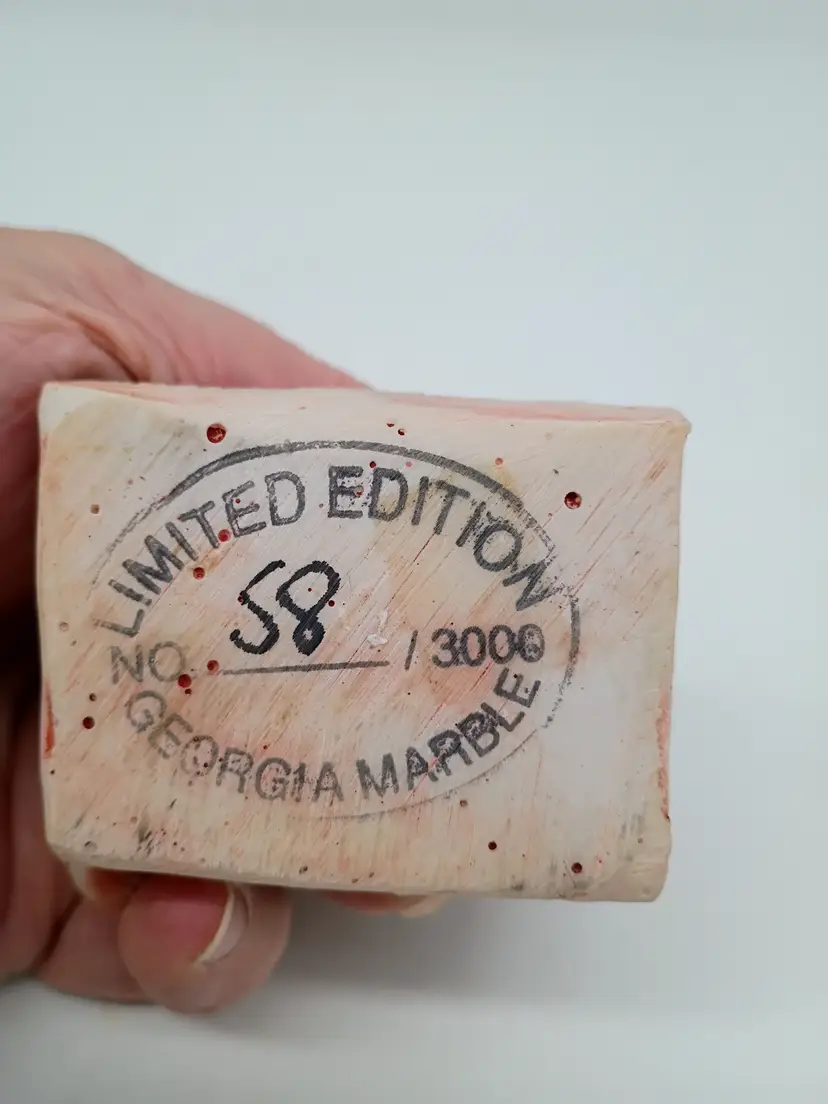 LIMITED EDITION
NO. 58 / 3000
GEORGIA MARBLE